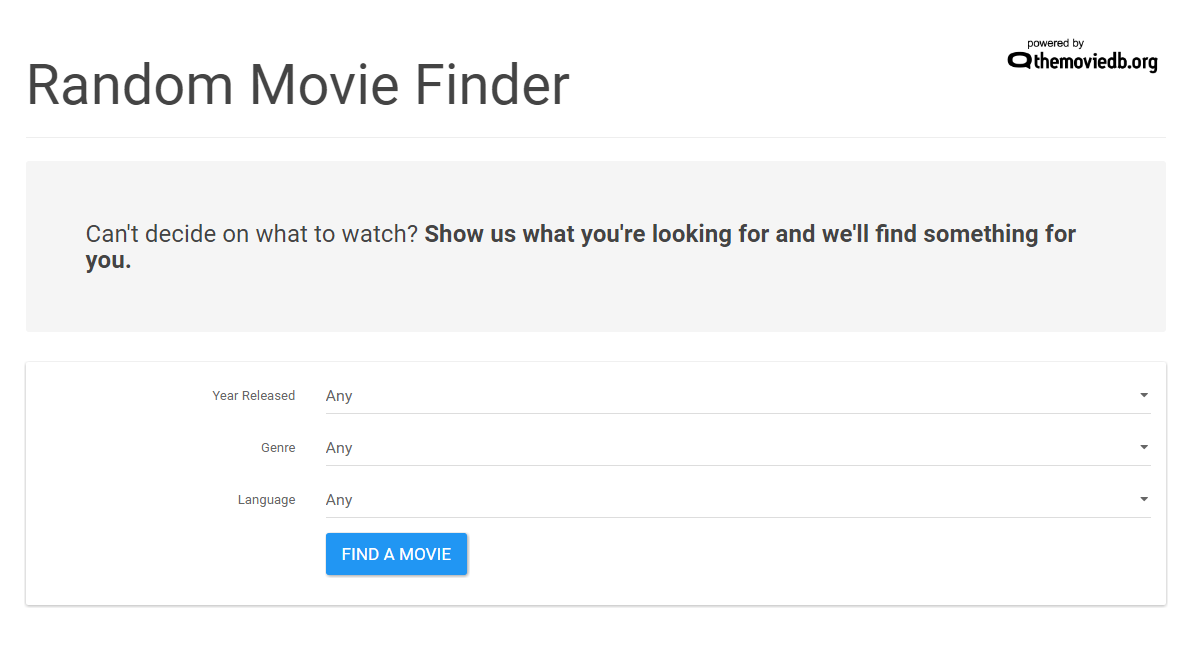 powered by
themoviedb.org
Random Movie Finder
Can't decide on what to watch? Show us what you're looking for and we'll find something for
you.
Year Released Any
Genre Any
Language Any
FIND A MOVIE